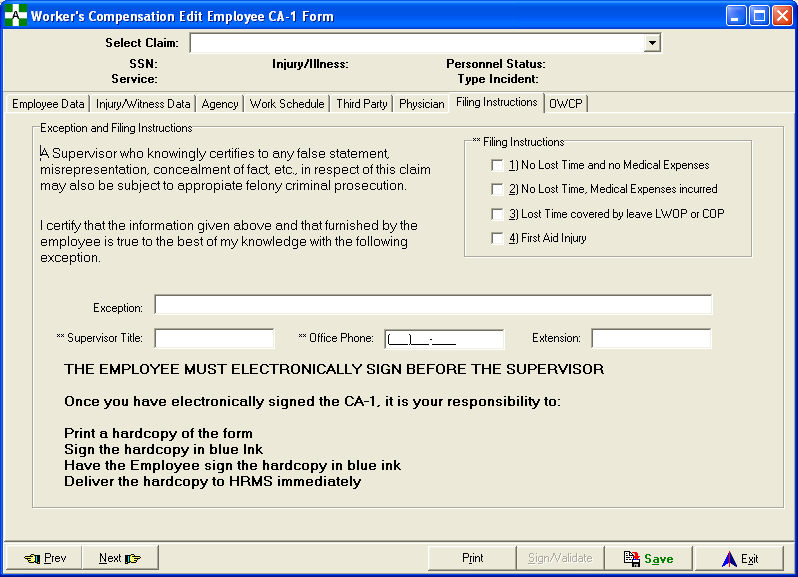 Worker's Compensation Edit Employee CA-1 Form
Select Claim:
SSN: Injury/Illness: Personnel Status:
Service: Type Incident:
Employee Data Injury/Witness Data Agency Work Schedule Third Party Physician Filing Instructions OWCP
Exception and Filing Instructions
A Supervisor who knowingly certifies to any false statement,
misrepresentation, concealment of fact, etc., in respect of this claim
may also be subject to appropiate felony criminal prosecution.
I certify that the information given above and that furnished by the
employee is true to the best of my knowledge with the following
exception.
** Filing Instructions
1) No Lost Time and no Medical Expenses
2) No Lost Time, Medical Expenses incurred
3) Lost Time covered by leave LWOP or COP
4) First Aid Injury
Exception:
** Supervisor Title: ** Office Phone: (___)___-____ Extension:
THE EMPLOYEE MUST ELECTRONICALLY SIGN BEFORE THE SUPERVISOR
Once you have electronically signed the CA-1, it is your responsibility to:
Print a hardcopy of the form
Sign the hardcopy in blue Ink
Have the Employee sign the hardcopy in blue ink
Deliver the hardcopy to HRMS immediately
Prev Next Print Sign/Validate Save Exit